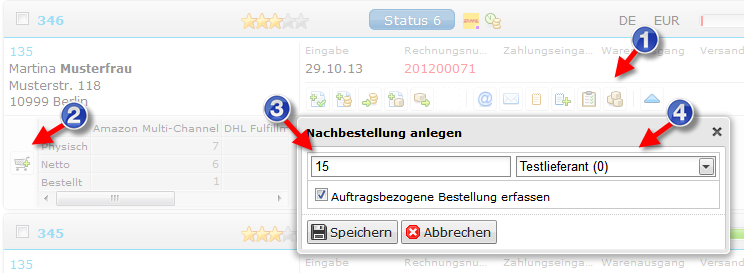 346 Status 6 DE EUR
1
135 Eingabe Rechnungsnu... Zahlungseinga... Warenausgang Versand
Martina Musterfrau 29.10.13 201200071
Musterstr. 118
10999 Berlin
2
3
4
Amazon Multi-Channel DHL Fulfilm
Physisch 7
Netto 6
Bestellt 1
Nachbestellung anlegen
15 Testlieferant (0)
Auftragsbezogene Bestellung erfassen
Speichern Abbrechen
345
135 Eingabe Rechnungsnu... Zahlungseinga... Warenausgang Versand